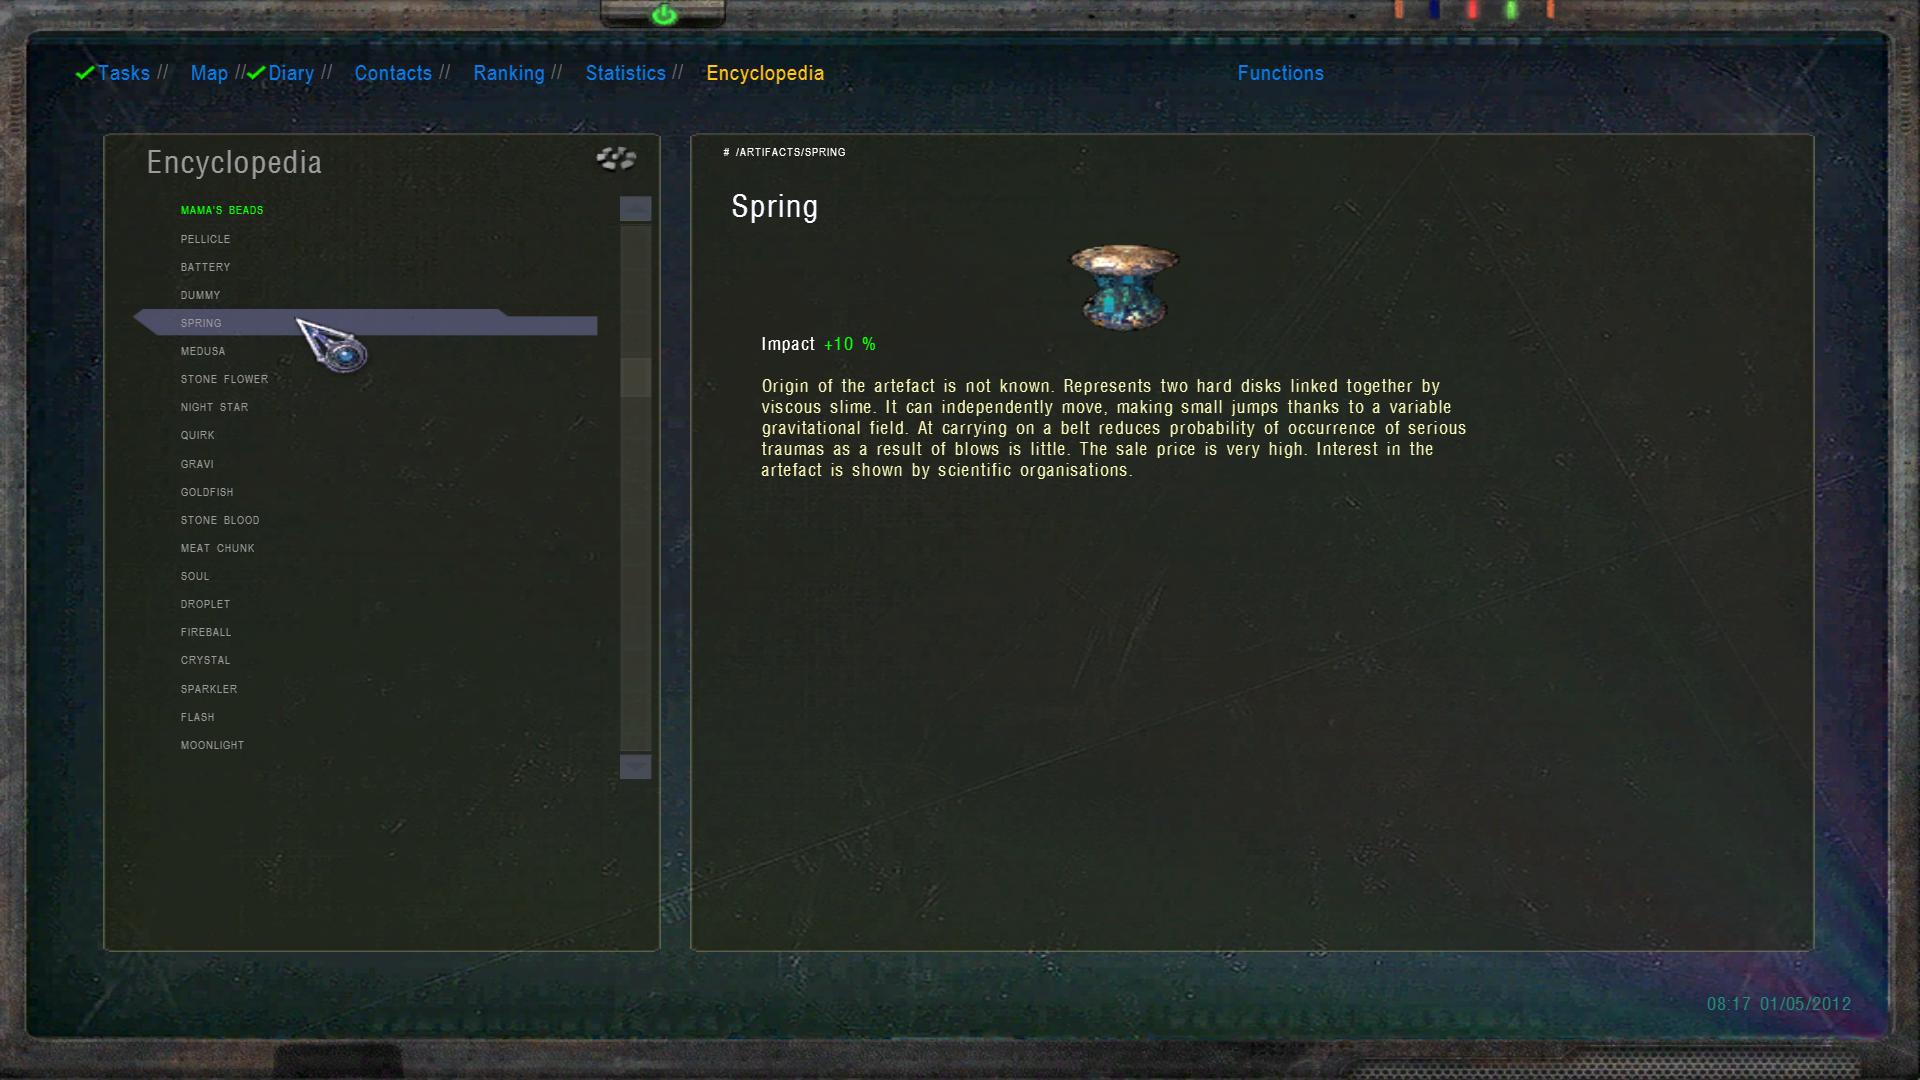 Tasks // Map // Diary // Contacts // Ranking // Statistics // Encyclopedia Functions
Encyclopedia
MAMA'S BEADS
PELLICLE
BATTERY
DUMMY
SPRING
MEDUSA
STONE FLOWER
NIGHT STAR
QUIRK
GRAVI
GOLDFISH
STONE BLOOD
MEAT CHUNK
SOUL
DROPLET
FIREBALL
CRYSTAL
SPARKLER
FLASH
MOONLIGHT
# /ARTIFACTS/SPRING
Spring
Impact +10 %
Origin of the artefact is not known. Represents two hard disks linked together by
viscous slime. It can independently move, making small jumps thanks to a variable
gravitational field. At carrying on a belt reduces probability of occurrence of serious
traumas as a result of blows is little. The sale price is very high. Interest in the
artefact is shown by scientific organisations.
08:17 01/05/2012